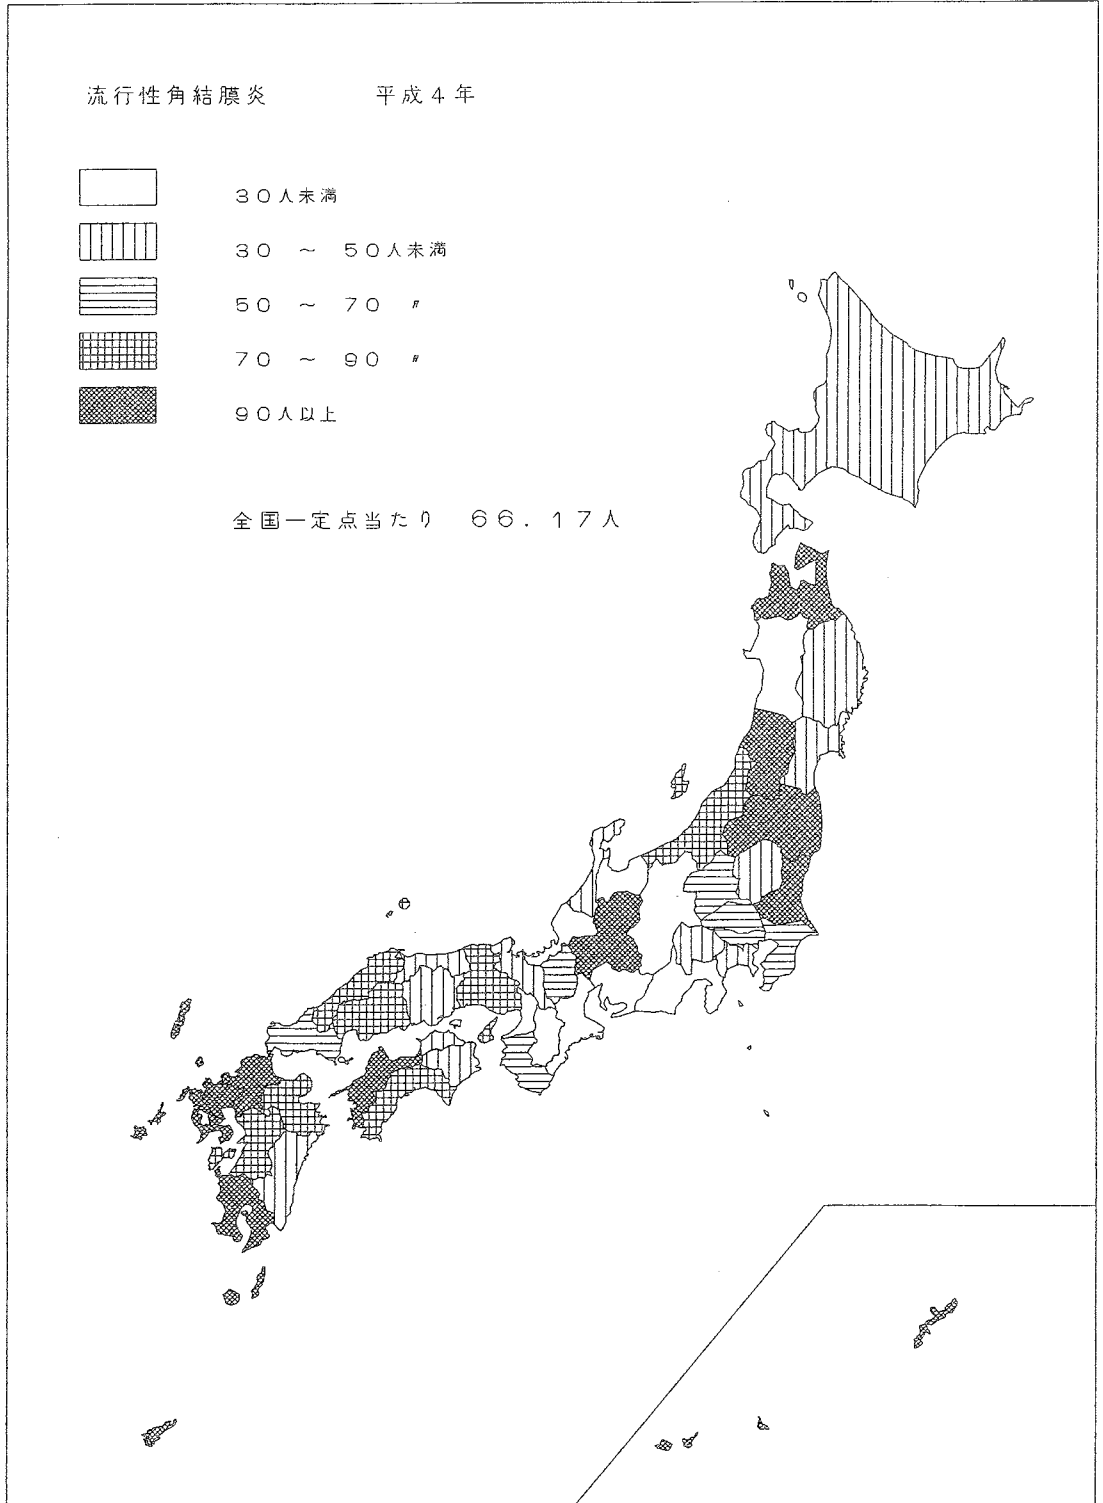 流行性角結膜炎 平成４年
３０人未満
３０ ～ ５０人未満
５０ ～ ７０ 〃
７０ ～ ９０ 〃
９０人以上
全国一定点当たり ６６．１７人